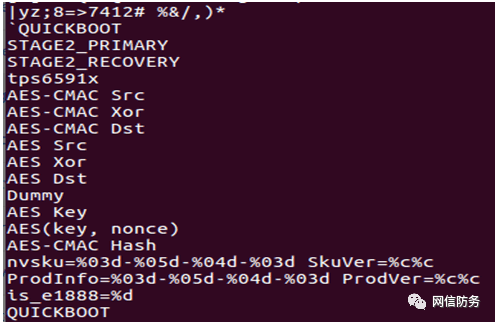 |yz;8=>7412# %&/,)*
`QUICKBOOT
STAGE2_PRIMARY
STAGE2_RECOVERY
tps6591x
AES-CMAC Src
AES-CMAC Xor
AES-CMAC Dst
AES Src
AES Xor
AES Dst
Dummy
AES Key
AES(key, nonce)
AES-CMAC Hash
nvsku=%03d-%05d-%04d-%03d SkuVer=%c%c
ProdInfo=%03d-%05d-%04d-%03d ProdVer=%c%c
is_e1888=%d
QUICKBOOT
网信防务